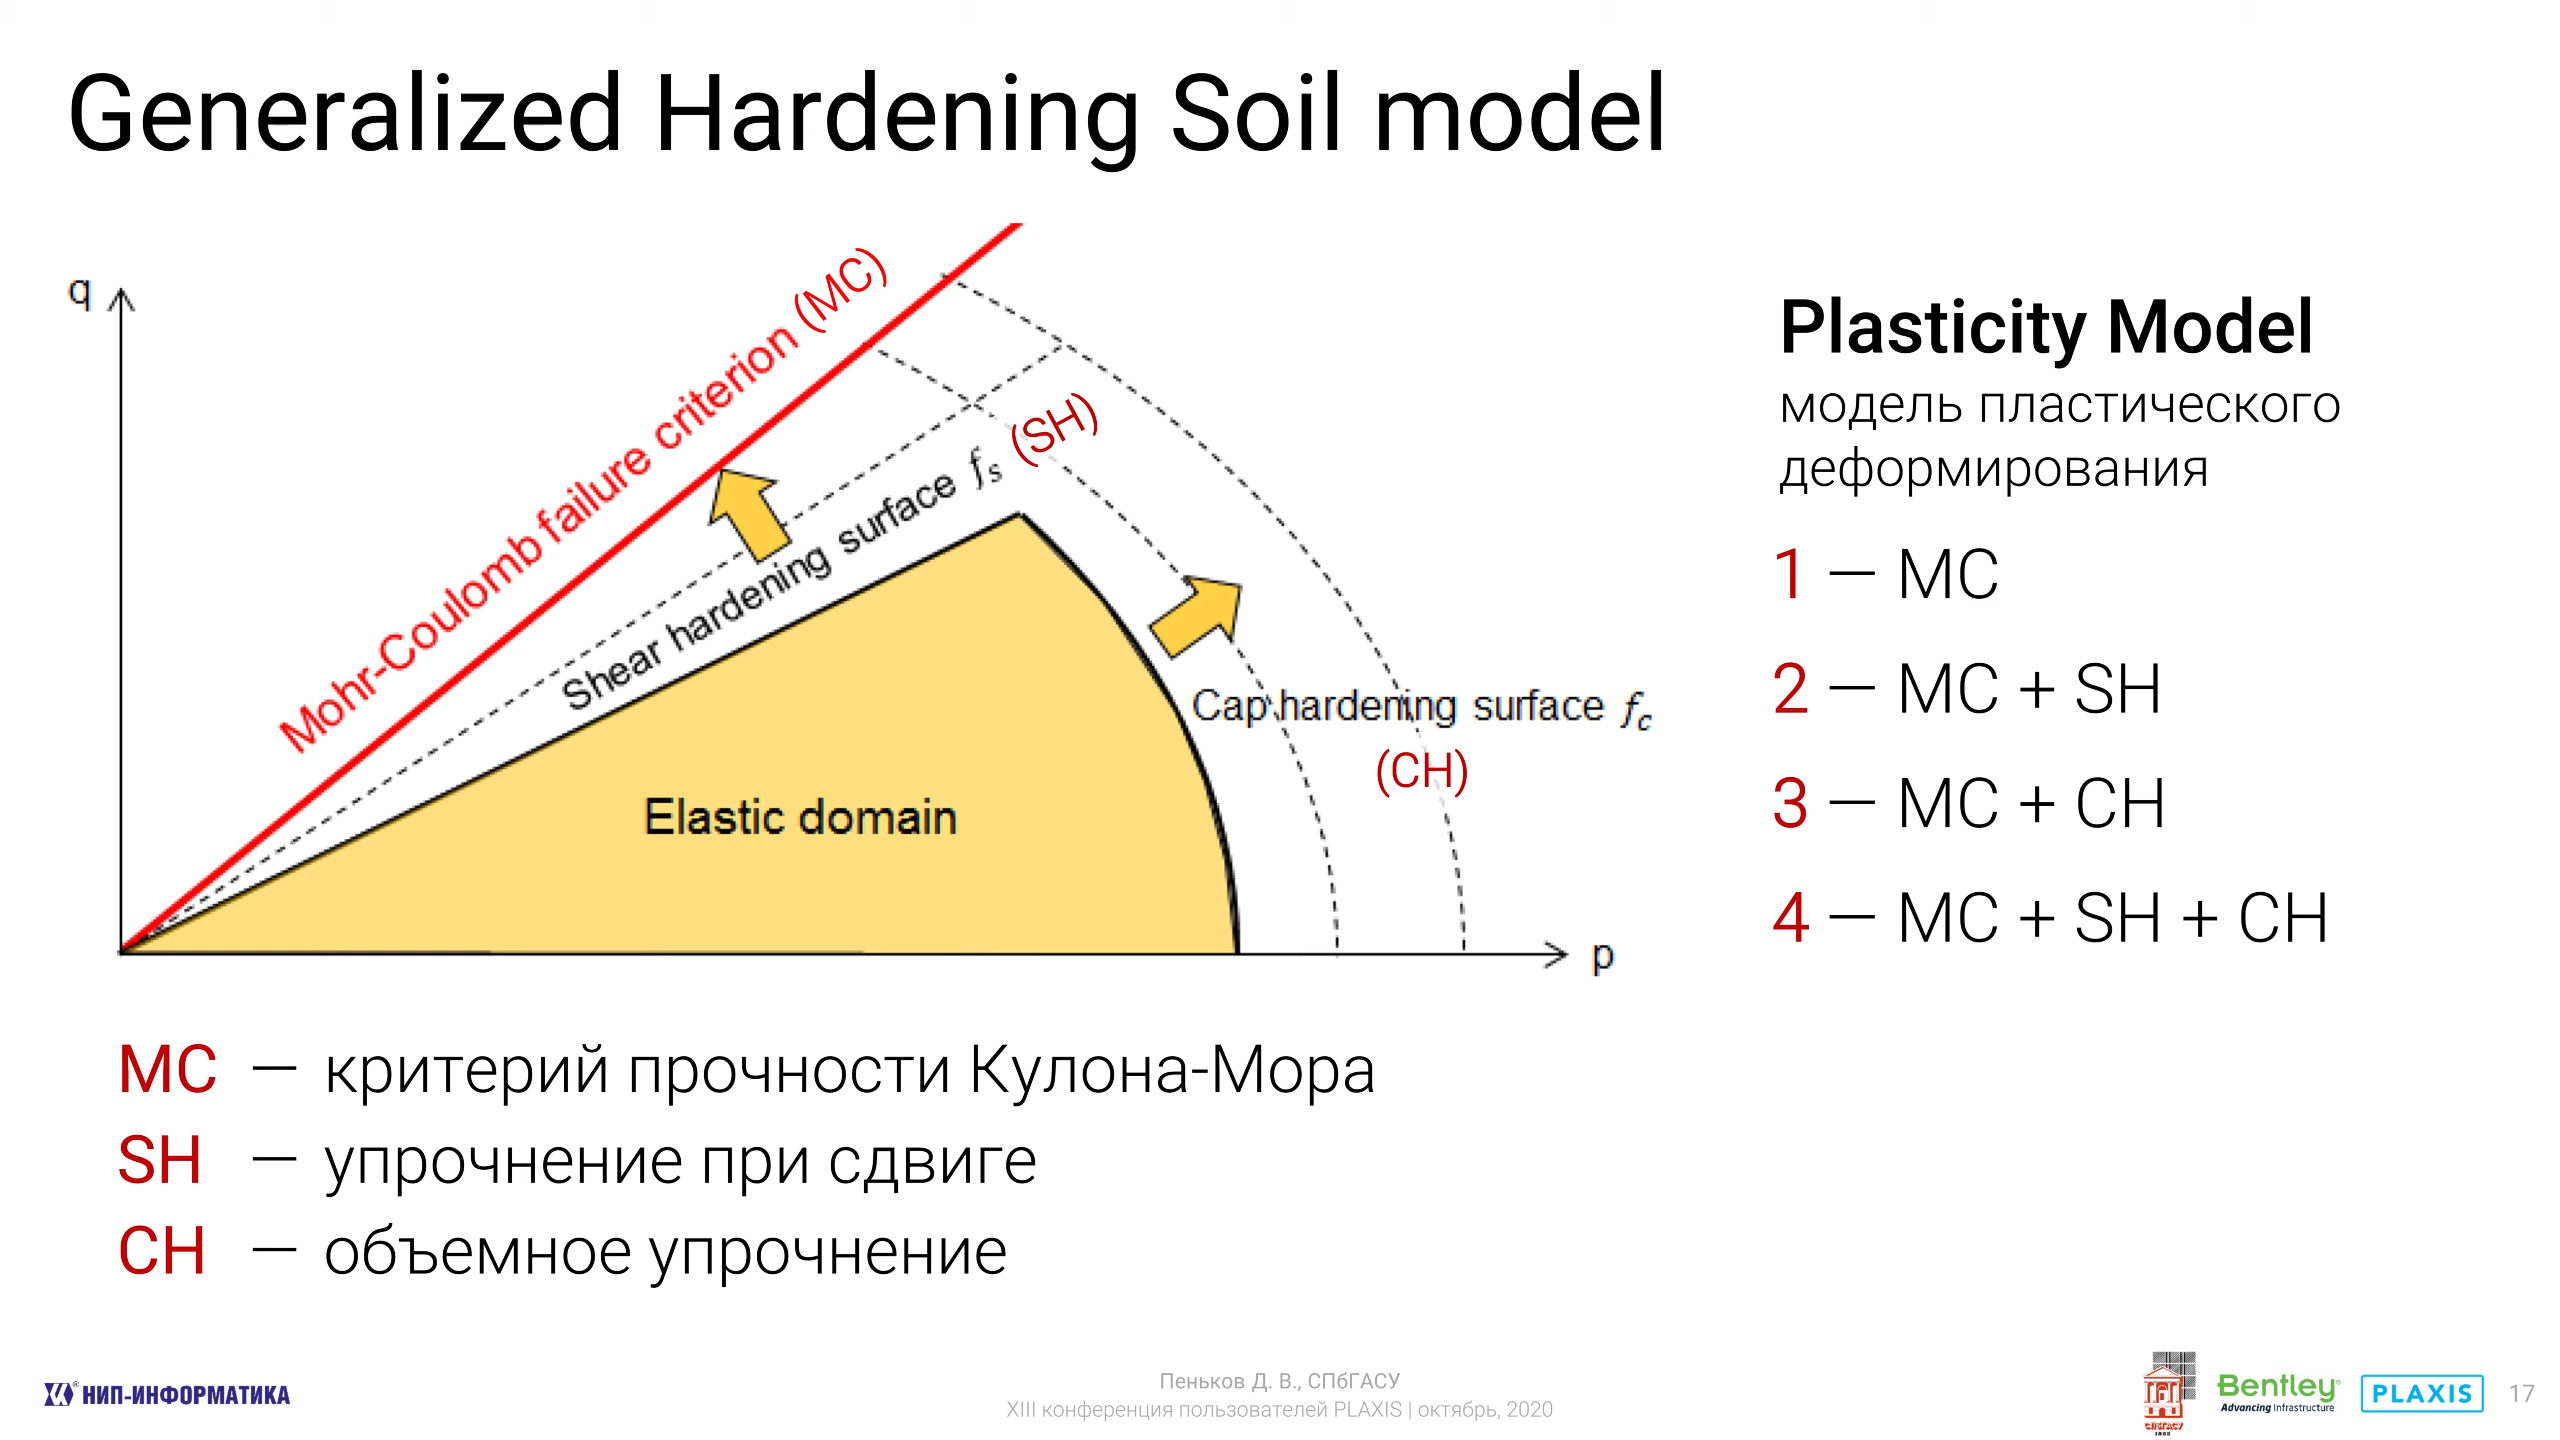 Generalized Hardening Soil model
q
Mohr-Coulomb failure criterion (MC)
Shear hardening surface fs (SH)
Cap hardening surface fc
(CH)
Elastic domain
p
Plasticity Model
модель пластического
деформирования
1 — MC
2 — MC + SH
3 — MC + CH
4 — MC + SH + CH
MC — критерий прочности Кулона-Мора
SH — упрочнение при сдвиге
CH — объемное упрочнение
НИП-ИНФОРМАТИКА
Пеньков Д. В., СПбГАСУ
XIII конференция пользователей PLAXIS | октябрь, 2020
СПбГАСУ
1832
Bentley®
Advancing Infrastructure
PLAXIS
17